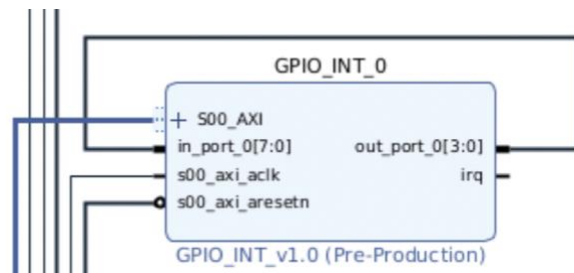 GPIO_INT_0
+ S00_AXI
in_port_0[7:0] out_port_0[3:0]
s00_axi_aclk irq
s00_axi_aresetn
GPIO_INT_v1.0 (Pre-Production)